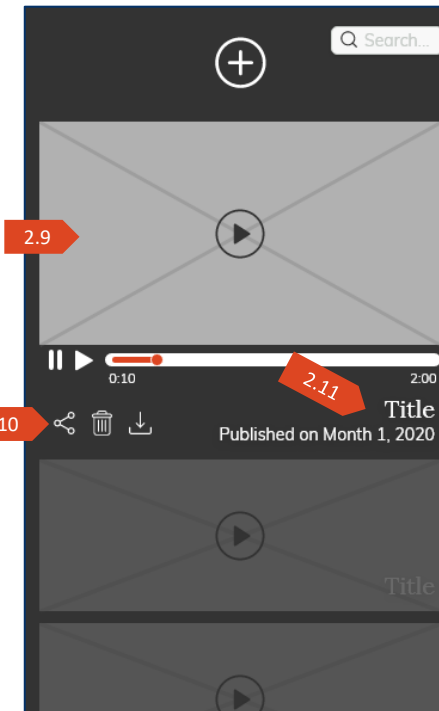 Search...
2.9
0:10
2:00
2.11
Title
10
Published on Month 1, 2020
Title